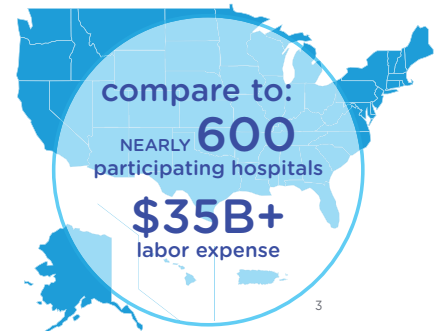 compare to:
NEARLY 600
participating hospitals
$35B+
labor expense
3